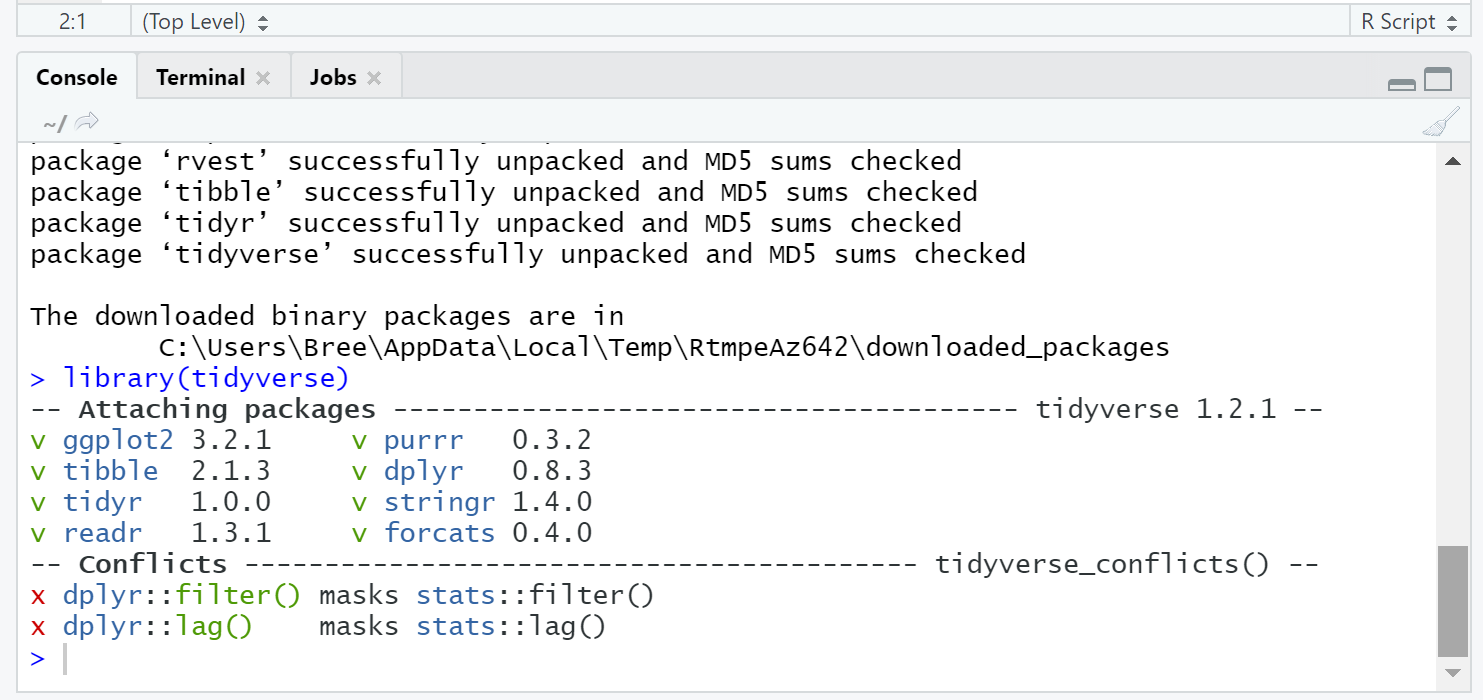 2:1 (Top Level) R Script
Console Terminal Jobs
~/
package ‘rvest’ successfully unpacked and MD5 sums checked
package ‘tibble’ successfully unpacked and MD5 sums checked
package ‘tidyr’ successfully unpacked and MD5 sums checked
package ‘tidyverse’ successfully unpacked and MD5 sums checked
The downloaded binary packages are in
        C:\Users\Bree\AppData\Local\Temp\RtmpeAz642\downloaded_packages
> library(tidyverse)
-- Attaching packages --------------------------------------- tidyverse 1.2.1 --
v ggplot2 3.2.1     v purrr   0.3.2
v tibble  2.1.3     v dplyr   0.8.3
v tidyr   1.0.0     v stringr 1.4.0
v readr   1.3.1     v forcats 0.4.0
-- Conflicts ------------------------------------------ tidyverse_conflicts() --
x dplyr::filter() masks stats::filter()
x dplyr::lag()    masks stats::lag()
>